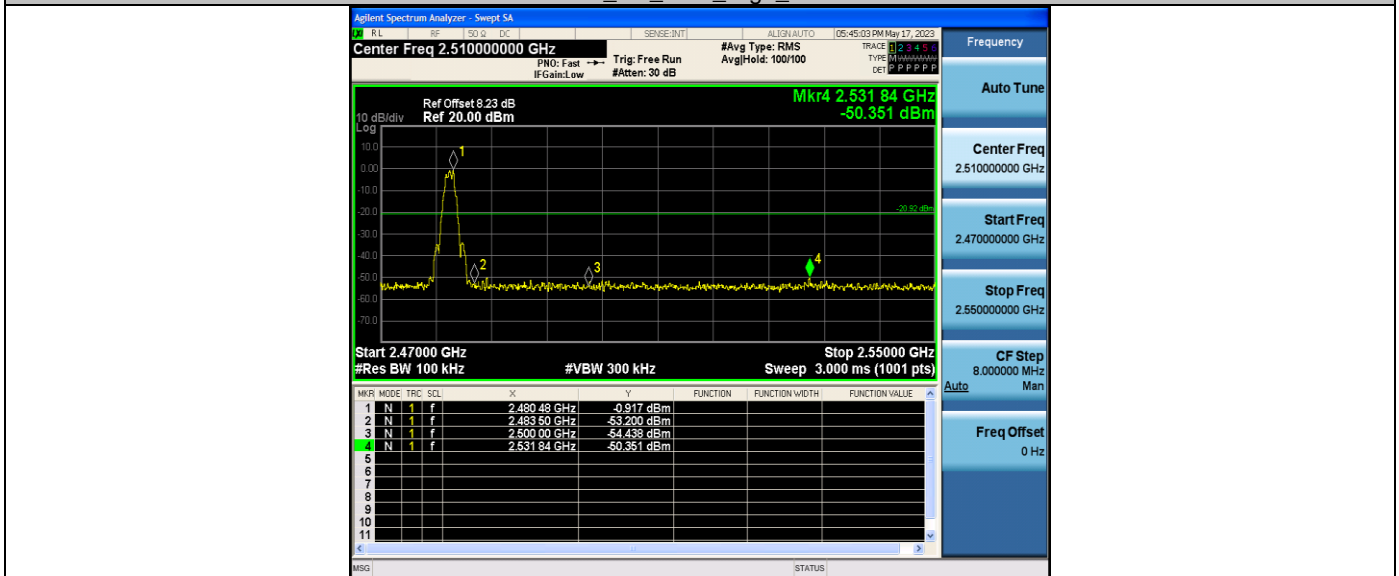 Agilent Spectrum Analyzer - Swept SA
RL RF 50 Ω DC SENSE:INT ALIGNAUTO 05:45:03 PM May 17, 2023
Center Freq 2.510000000 GHz
PNO: Fast
IFGain:Low
Trig: Free Run
#Atten: 30 dB
#Avg Type: RMS
Avg|Hold: 100/100
TRACE 1 2 3 4 5 6
TYPE M
DET P P P P P P
Ref Offset 8.23 dB
10 dB/div Ref 20.00 dBm
Log
Mkr4 2.531 84 GHz
-50.351 dBm
10.0
0.00
-10.0
-20.0
-30.0
-40.0
-50.0
-60.0
-70.0
-20.92 dBm
1
2
3
4
Start 2.47000 GHz Stop 2.55000 GHz
#Res BW 100 kHz #VBW 300 kHz Sweep 3.000 ms (1001 pts)
MKR MODE TRC SCL X Y FUNCTION FUNCTION WIDTH FUNCTION VALUE
1 N 1 f 2.480 48 GHz -0.917 dBm
2 N 1 f 2.483 50 GHz -53.200 dBm
3 N 1 f 2.500 00 GHz -54.438 dBm
4 N 1 f 2.531 84 GHz -50.351 dBm
5
6
7
8
9
10
11
MSG STATUS
Frequency
Auto Tune
Center Freq
2.510000000 GHz
Start Freq
2.470000000 GHz
Stop Freq
2.550000000 GHz
CF Step
8.000000 MHz
Auto Man
Freq Offset
0 Hz